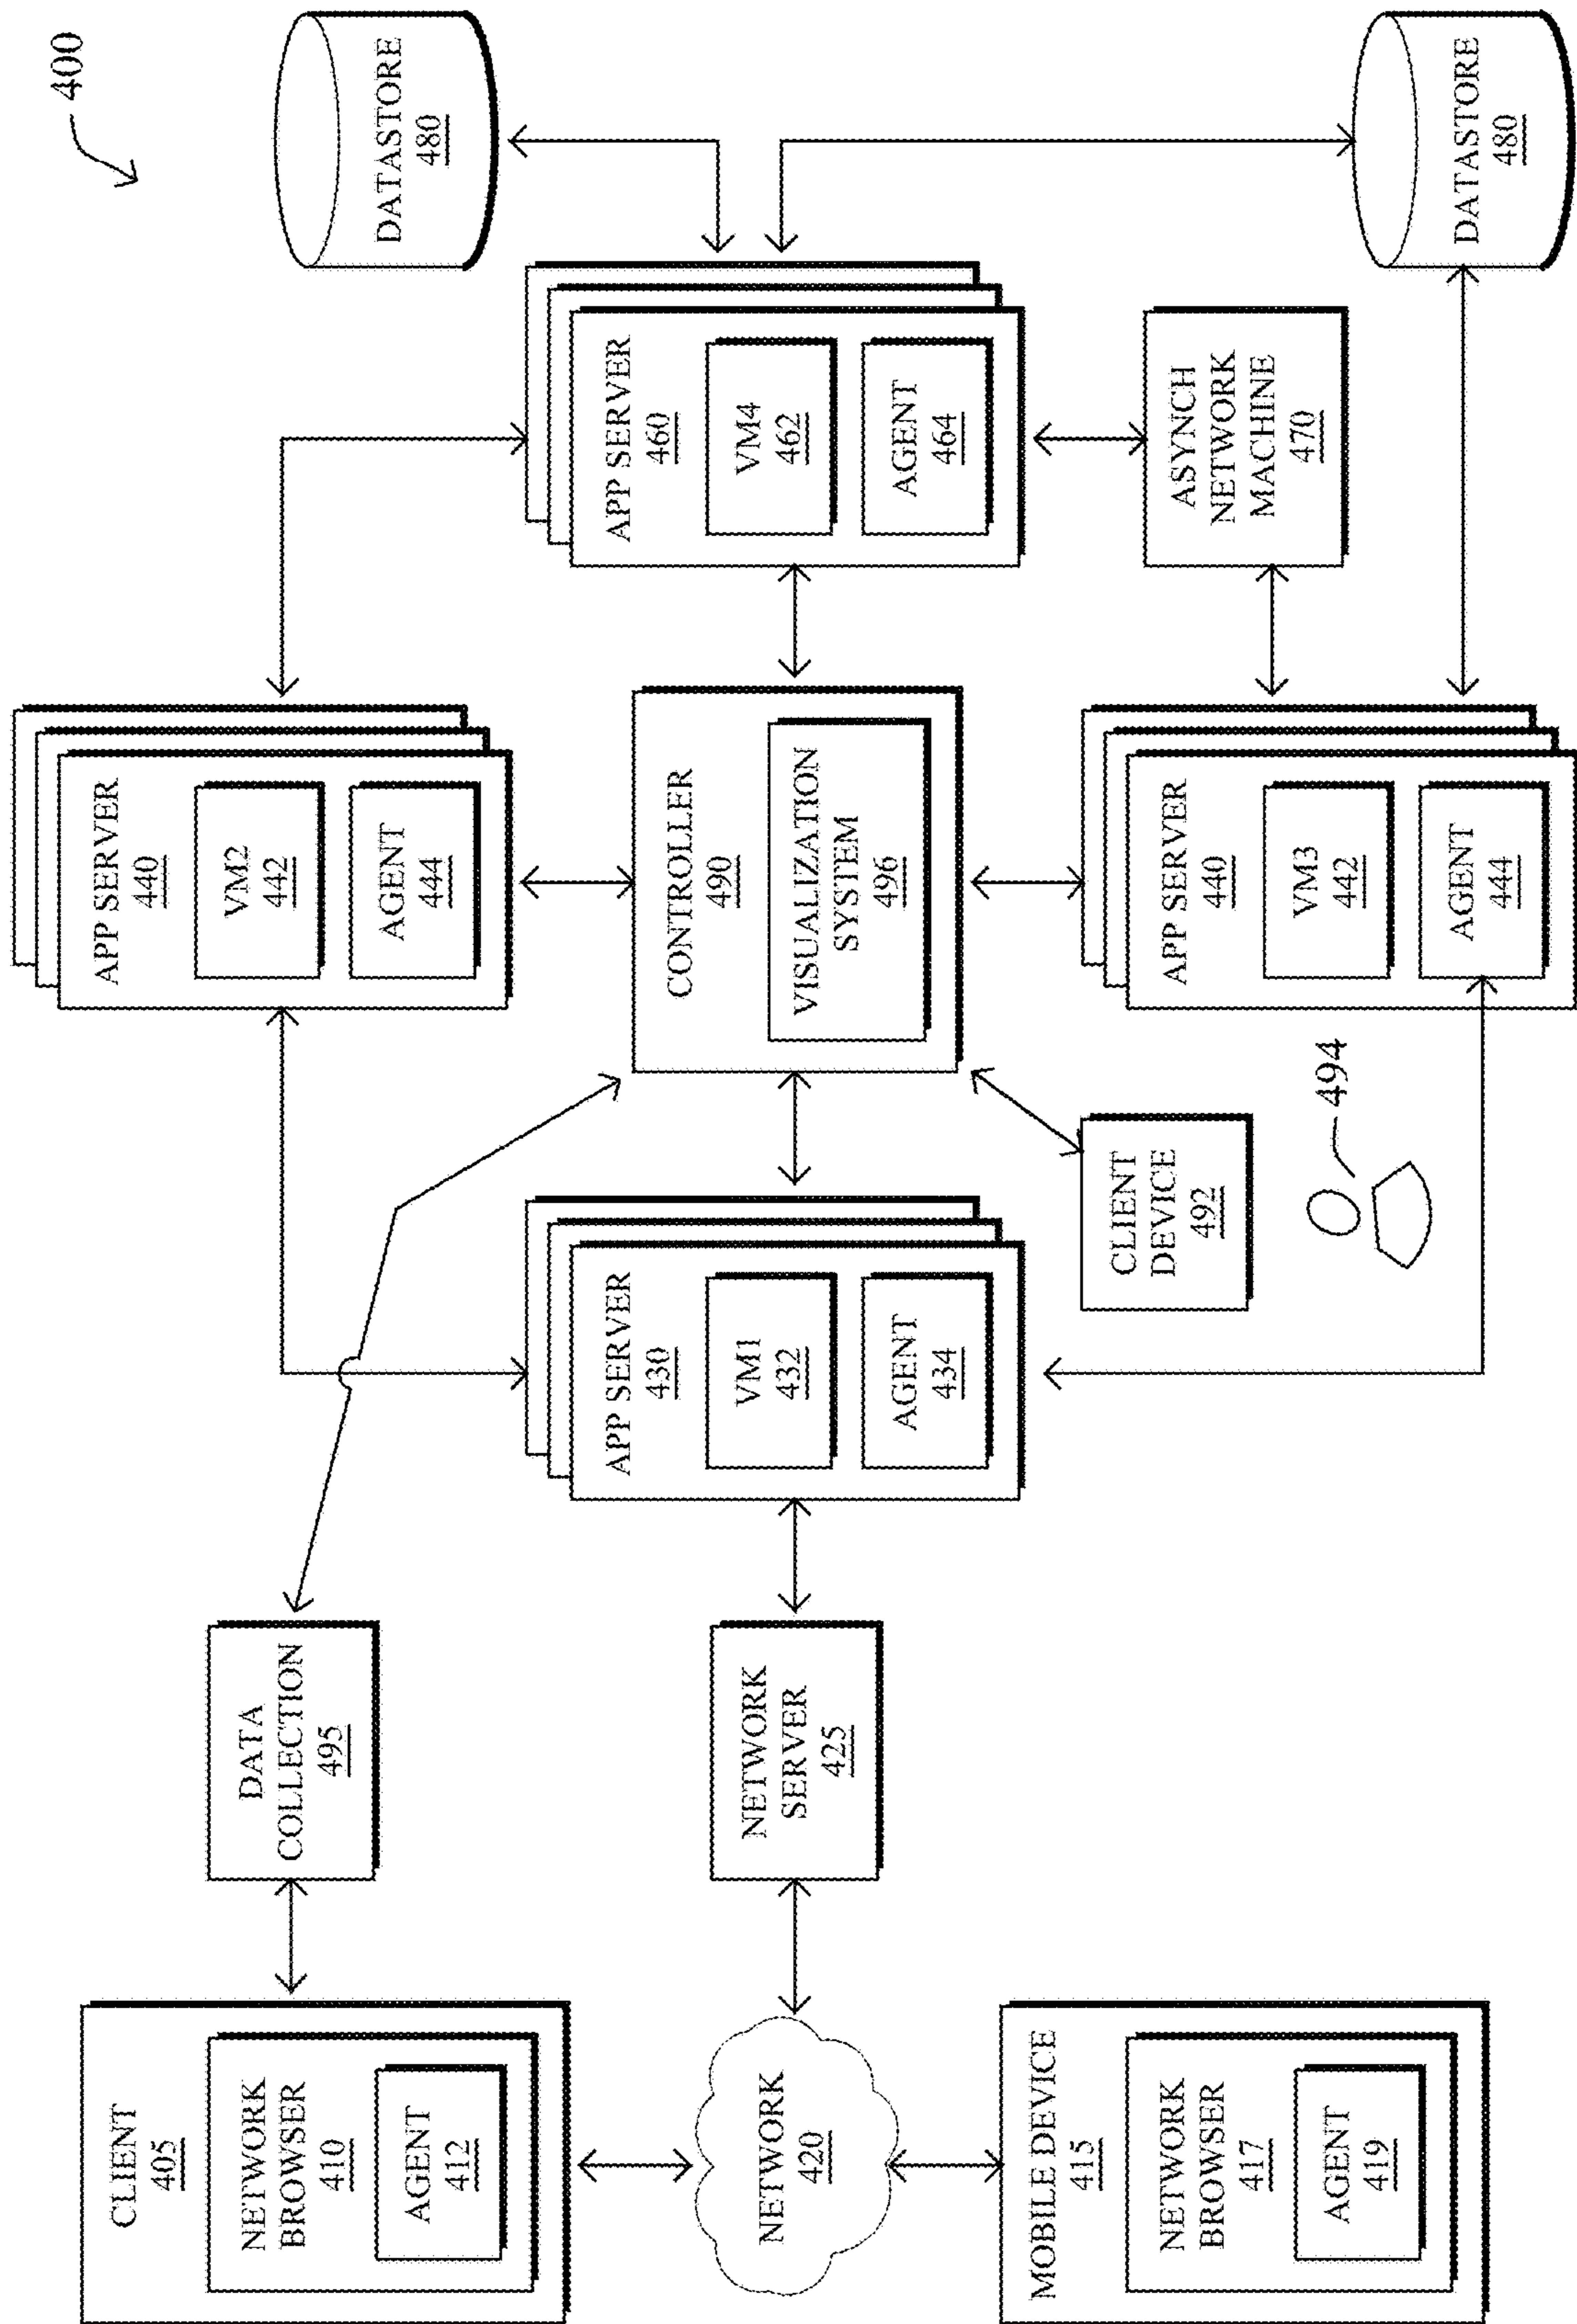 400
CLIENT
405
NETWORK
BROWSER
410
AGENT
412
DATA
COLLECTION
495
APP SERVER
440
VM2
442
AGENT
444
DATASTORE
480
NETWORK
420
NETWORK
SERVER
425
APP SERVER
430
VM1
432
AGENT
434
CONTROLLER
490
VISUALIZATION
SYSTEM
496
APP SERVER
460
VM4
462
AGENT
464
MOBILE DEVICE
415
NETWORK
BROWSER
417
AGENT
419
CLIENT
DEVICE
492
494
APP SERVER
440
VM3
442
AGENT
444
ASYNCH
NETWORK
MACHINE
470
DATASTORE
480